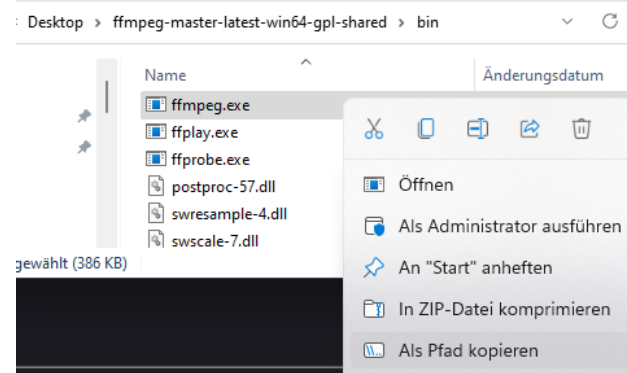 Desktop > ffmpeg-master-latest-win64-gpl-shared > bin
Name Änderungsdatum
ffmpeg.exe
ffplay.exe
ffprobe.exe
postproc-57.dll
swresample-4.dll
swscale-7.dll
gewählt (386 KB)
Öffnen
Als Administrator ausführen
An "Start" anheften
In ZIP-Datei komprimieren
Als Pfad kopieren